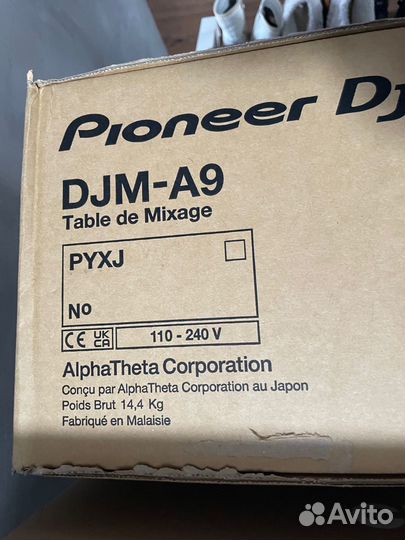 Pioneer Dj
DJM-A9
Table de Mixage
PYXJ
No
CE UK CA 110 - 240 V
AlphaTheta Corporation
Conçu par AlphaTheta Corporation au Japon
Poids Brut 14,4 Kg
Fabriqué en Malaisie
Avito